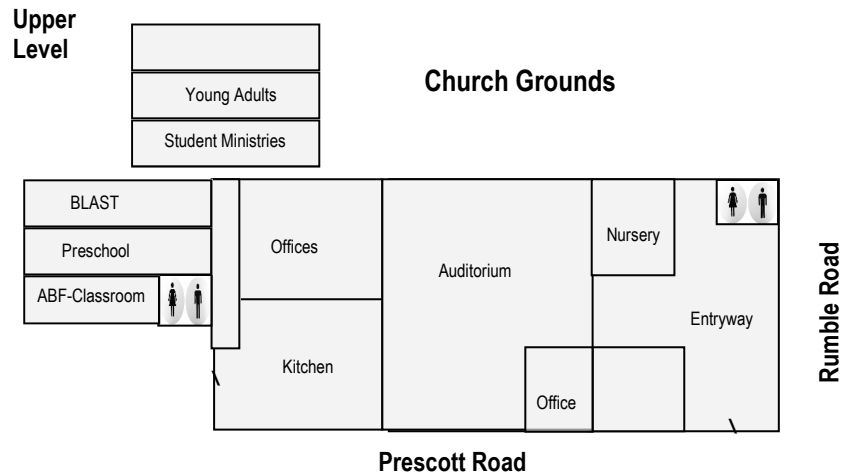 Upper
Level
Church Grounds
Young Adults
Student Ministries
BLAST
Preschool
ABF-Classroom
Offices
Kitchen
Auditorium
Nursery
Entryway
Office
Rumble Road
Prescott Road